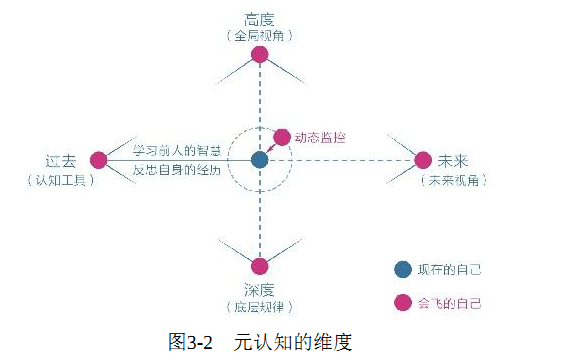 高度
（全局视角）
动态监控
学习前人的智慧
过去
未来
反思自身的经历
（认知工具）
（未来视角）
现在的自己
深度
会飞的自己
（底层规律）
图3-2 元认知的维度